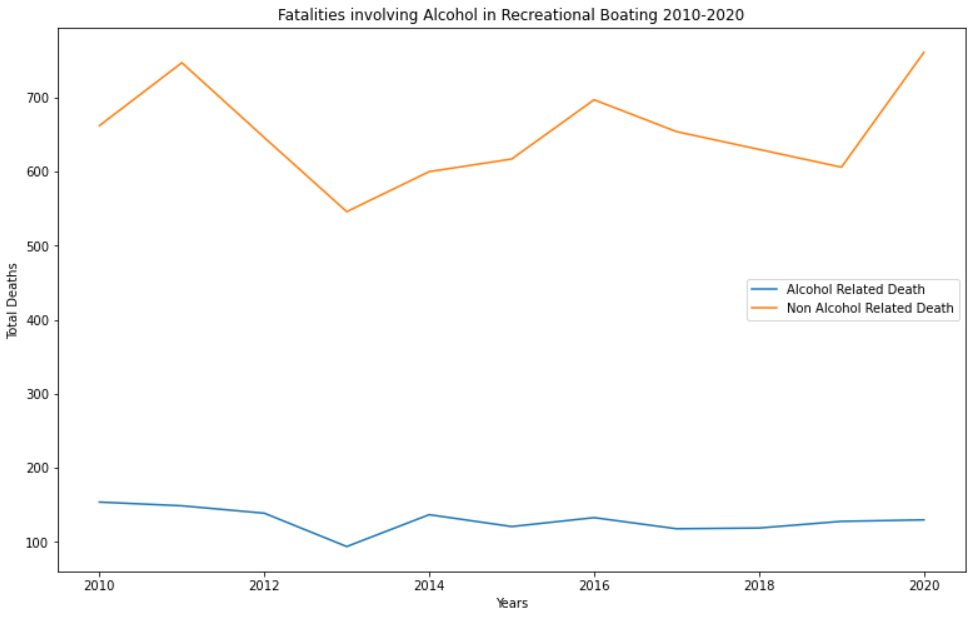 Fatalities involving Alcohol in Recreational Boating 2010-2020
700
600
500
400
300
200
100
Total Deaths
Alcohol Related Death
Non Alcohol Related Death
2010 2012 2014 2016 2018 2020
Years